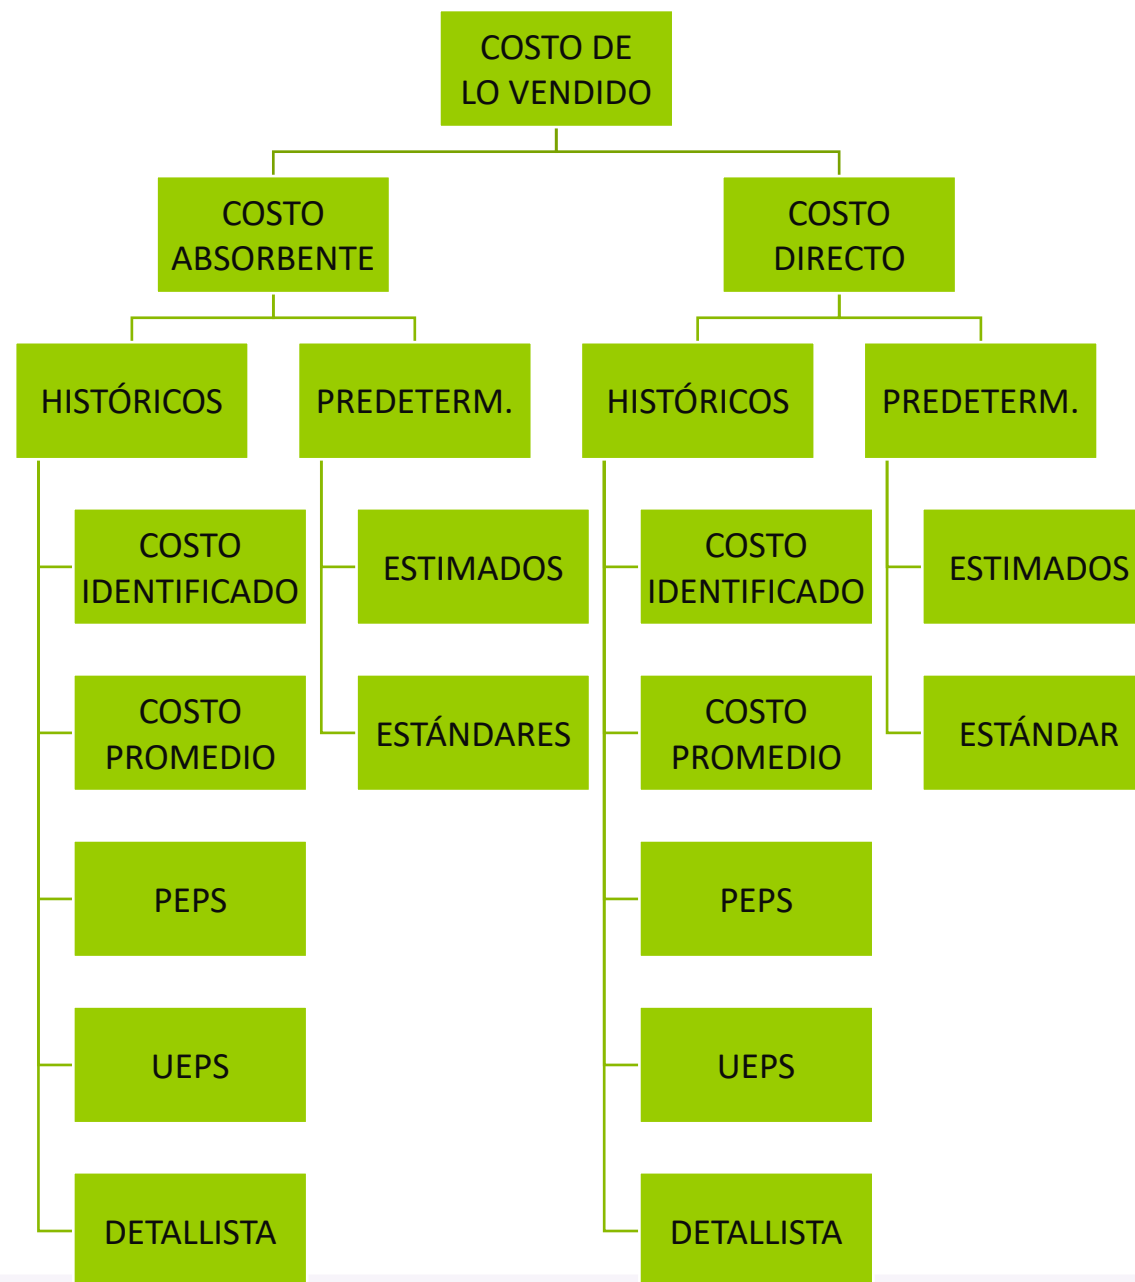 COSTO DE
LO VENDIDO
COSTO
ABSORBENTE
COSTO
DIRECTO
HISTÓRICOS
PREDETERM.
HISTÓRICOS
PREDETERM.
COSTO
IDENTIFICADO
ESTIMADOS
COSTO
IDENTIFICADO
ESTIMADOS
COSTO
PROMEDIO
ESTÁNDARES
COSTO
PROMEDIO
ESTÁNDAR
PEPS
PEPS
UEPS
UEPS
DETALLISTA
DETALLISTA